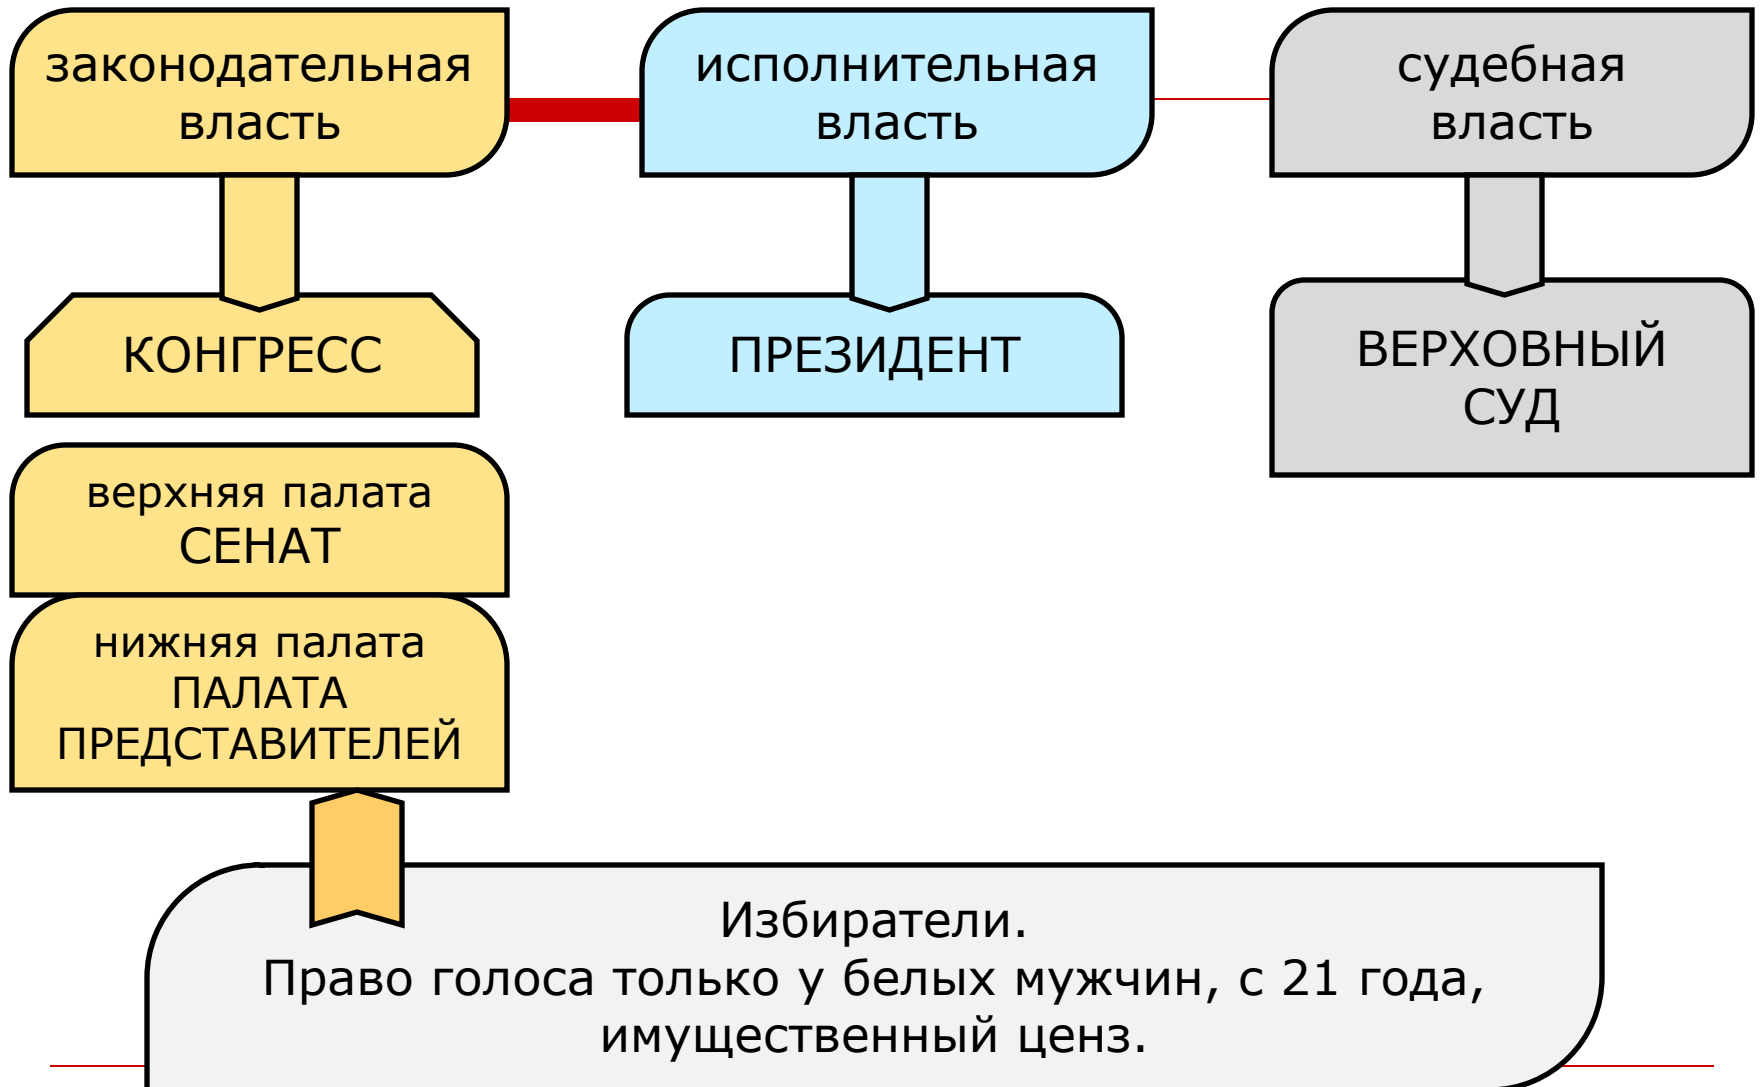 законодательная
власть
исполнительная
власть
судебная
власть
КОНГРЕСС
ПРЕЗИДЕНТ
ВЕРХОВНЫЙ
СУД
верхняя палата
СЕНАТ
нижняя палата
ПАЛАТА
ПРЕДСТАВИТЕЛЕЙ
Избиратели.
Право голоса только у белых мужчин, с 21 года,
имущественный ценз.